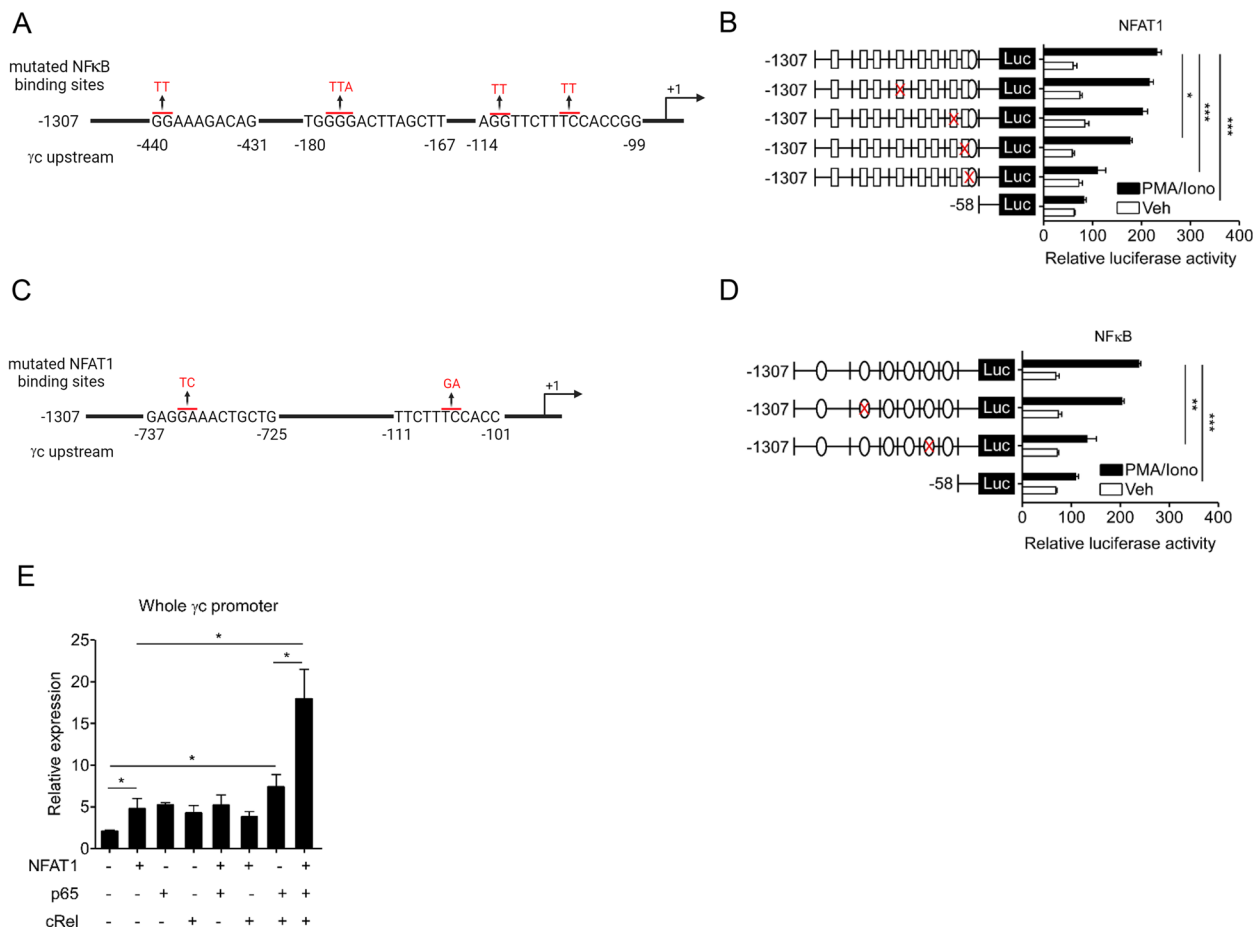 A
mutated NFκB
binding sites
TT TTA TT TT
+1
-1307 GGAAAGACAG TGGGGACTTAGCTT AGGTTCTTTCCACCGG
-440 -431 -180 -167 -114 -99
γc upstream
B
NFAT1
-1307 Luc
-1307 Luc
-1307 Luc
-1307 Luc
-1307 Luc
-58 Luc
* *** ***
PMA/Iono
Veh
0 100 200 300 400
Relative luciferase activity
C
mutated NFAT1
binding sites
TC GA
+1
-1307 GAGGAAACTGCTG TTCTTTCCACC
-737 -725 -111 -101
γc upstream
D
NFκB
-1307 Luc
-1307 Luc
-1307 Luc
-58 Luc
** ***
PMA/Iono
Veh
0 100 200 300 400
Relative luciferase activity
E
Whole γc promoter
Relative expression
25
20
15
10
5
0
* * * *
NFAT1 - + - - + + - +
p65 - - + - + - + +
cRel - - - + - + + +